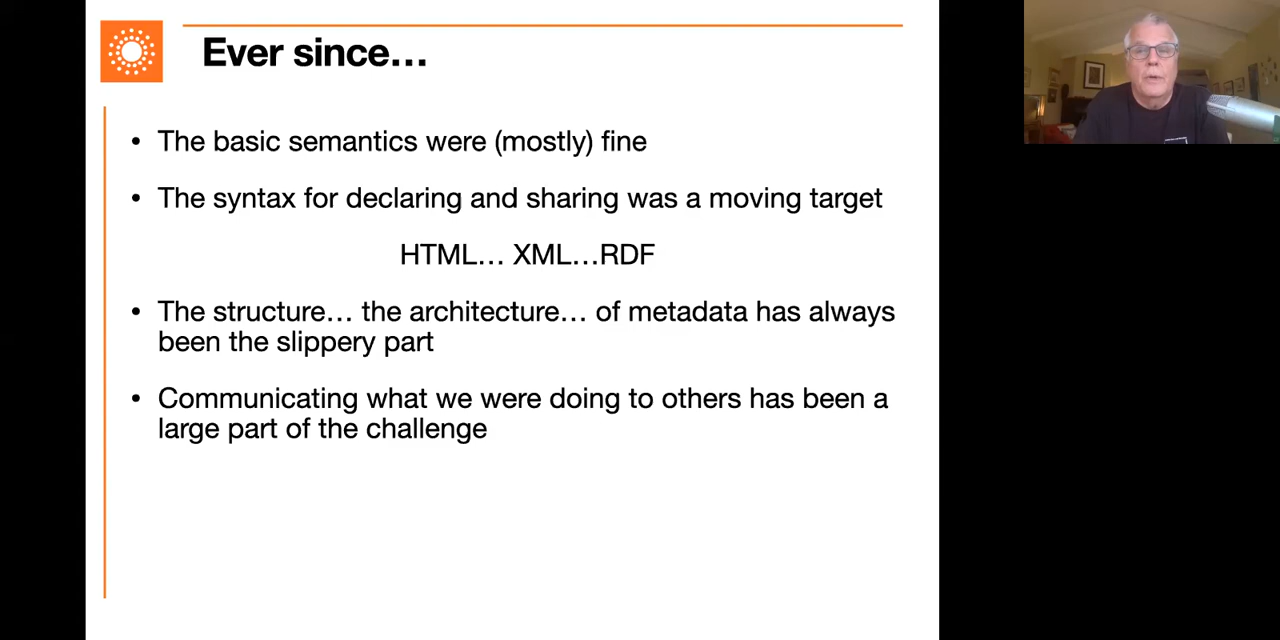 Ever since…
• The basic semantics were (mostly) fine
• The syntax for declaring and sharing was a moving target
HTML… XML…RDF
• The structure… the architecture… of metadata has always
been the slippery part
• Communicating what we were doing to others has been a
large part of the challenge